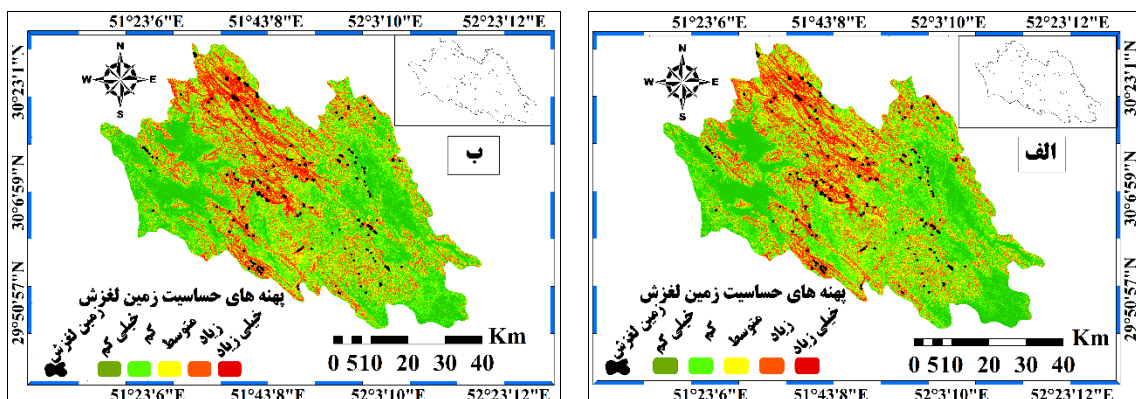 51°23'6"E 51°43'8"E 52°3'10"E 52°23'12"E
N
W E
S
30°23'1"N
30°6'59"N
29°50'57"N
الف
پهنه های حساسیت زمین لغزش
زمین لغزش خیلی کم کم متوسط زیاد خیلی زیاد
Km
0 510 20 30 40
51°23'6"E 51°43'8"E 52°3'10"E 52°23'12"E
51°23'6"E 51°43'8"E 52°3'10"E 52°23'12"E
N
W E
S
30°23'1"N
30°6'59"N
29°50'57"N
ب
پهنه های حساسیت زمین لغزش
زمین لغزش خیلی کم کم متوسط زیاد خیلی زیاد
Km
0 510 20 30 40
51°23'6"E 51°43'8"E 52°3'10"E 52°23'12"E